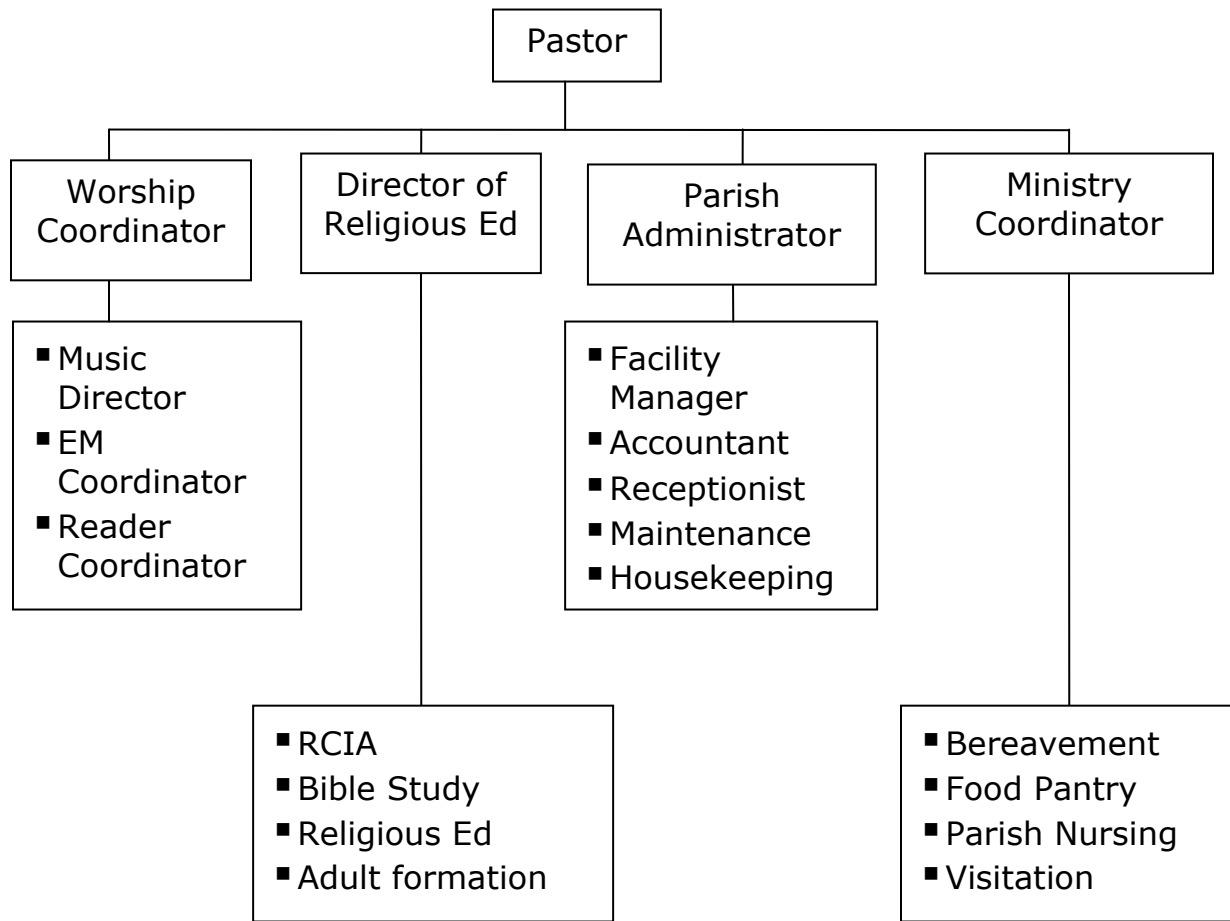 Pastor
Worship
Coordinator
Director of
Religious Ed
Parish
Administrator
Ministry
Coordinator
▪ Music
Director
▪ EM
Coordinator
▪ Reader
Coordinator
▪ Facility
Manager
▪ Accountant
▪ Receptionist
▪ Maintenance
▪ Housekeeping
▪ RCIA
▪ Bible Study
▪ Religious Ed
▪ Adult formation
▪ Bereavement
▪ Food Pantry
▪ Parish Nursing
▪ Visitation